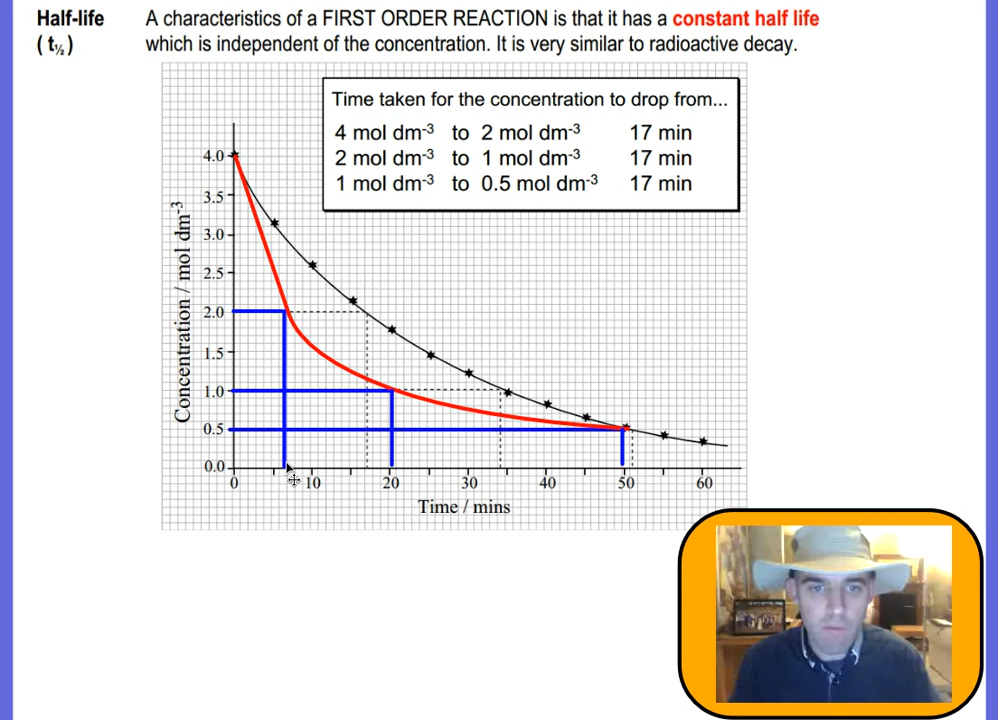 Half-life A characteristics of a FIRST ORDER REACTION is that it has a constant half life
( t½ ) which is independent of the concentration. It is very similar to radioactive decay.
Time taken for the concentration to drop from...
4 mol dm-3 to 2 mol dm-3 17 min
2 mol dm-3 to 1 mol dm-3 17 min
1 mol dm-3 to 0.5 mol dm-3 17 min
Concentration / mol dm-3
4.0
3.5
3.0
2.5
2.0
1.5
1.0
0.5
0.0
0 10 20 30 40 50 60
Time / mins